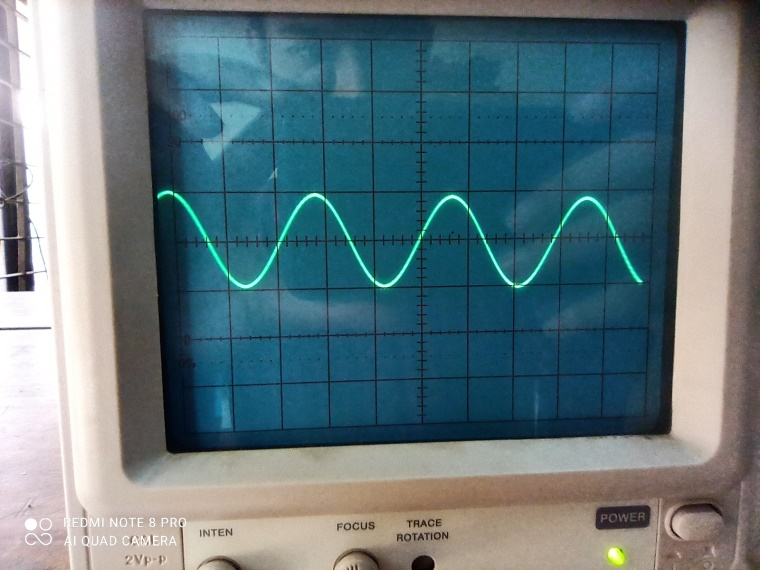 INTEN
FOCUS
TRACE
ROTATION
POWER
REDMI NOTE 8 PRO
AI QUAD CAMERA
2Vp-p